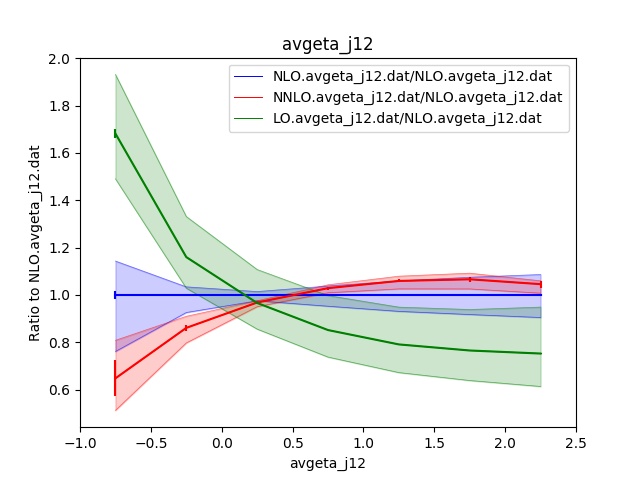 avgeta_j12
NLO.avgeta_j12.dat/NLO.avgeta_j12.dat
NNLO.avgeta_j12.dat/NLO.avgeta_j12.dat
LO.avgeta_j12.dat/NLO.avgeta_j12.dat
Ratio to NLO.avgeta_j12.dat
2.0
1.8
1.6
1.4
1.2
1.0
0.8
0.6
−1.0 −0.5 0.0 0.5 1.0 1.5 2.0 2.5
avgeta_j12